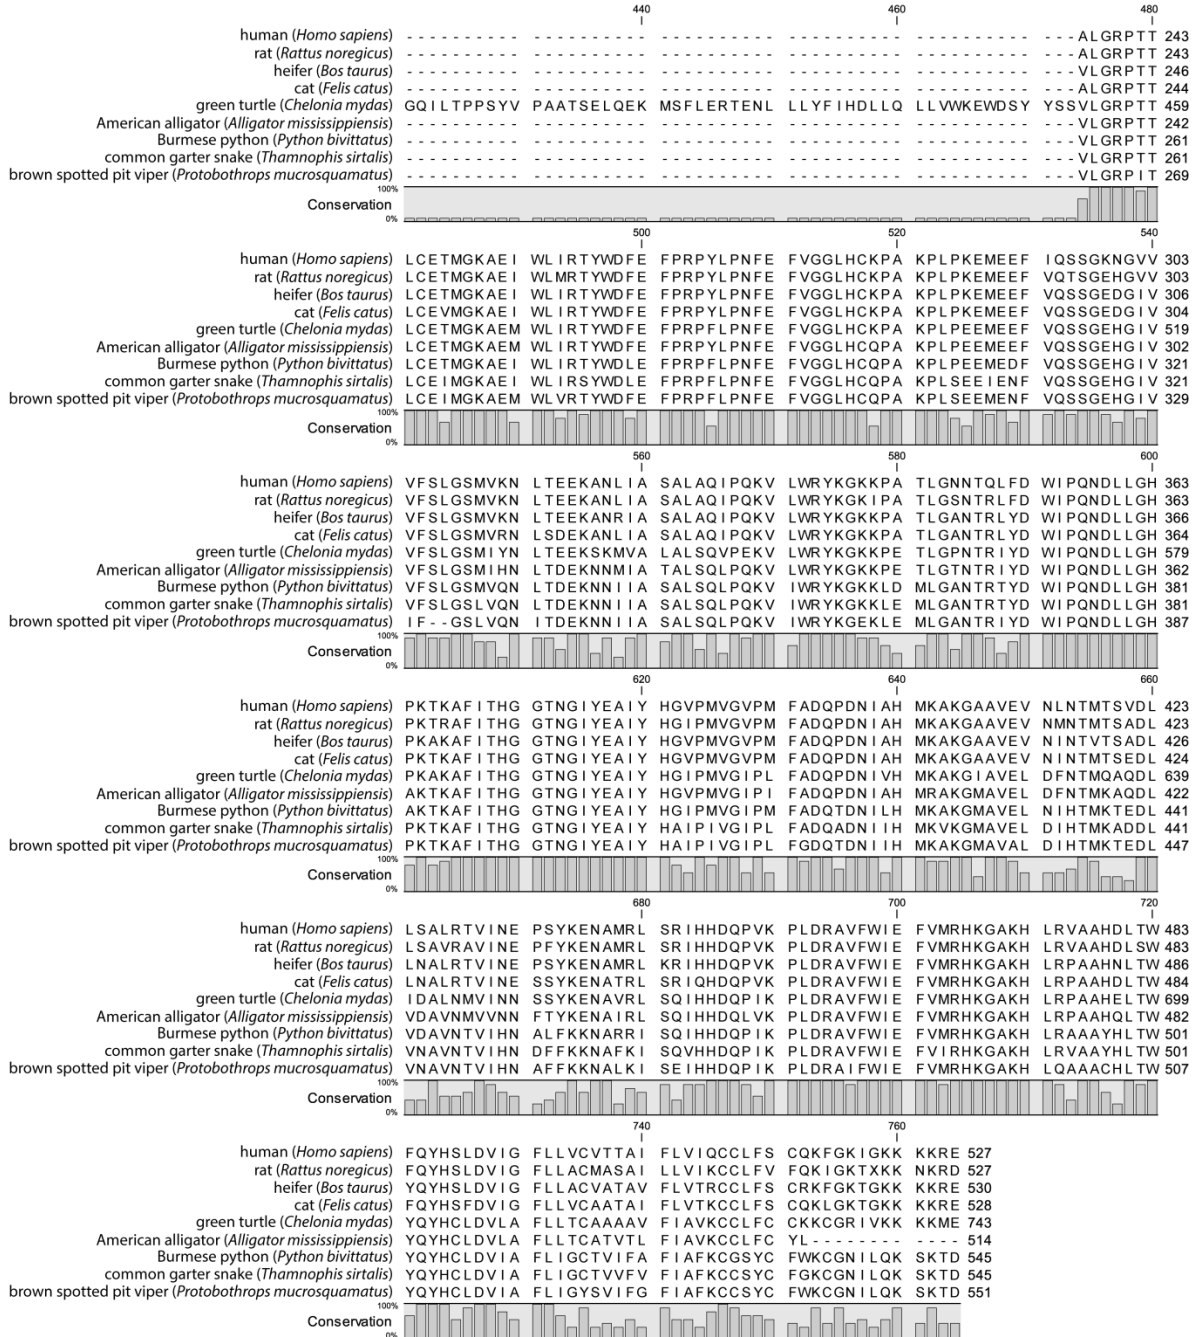 440 460 480
human (Homo sapiens) - - - - - - - - - - - - - - - - - - - - - - - - - - - - - - - - - - - - - - - - - - - - - - - - - - - - - ALGRPTT 243
rat (Rattus noregicus) - - - - - - - - - - - - - - - - - - - - - - - - - - - - - - - - - - - - - - - - - - - - - - - - - - - - - ALGRPTT 243
heifer (Bos taurus) - - - - - - - - - - - - - - - - - - - - - - - - - - - - - - - - - - - - - - - - - - - - - - - - - - - - - VLGRPTT 246
cat (Felis catus) - - - - - - - - - - - - - - - - - - - - - - - - - - - - - - - - - - - - - - - - - - - - - - - - - - - - - ALGRPTT 244
green turtle (Chelonia mydas) GQILTPPSYV PAATSELQEK MSFLERTENL LLYFIHDLLQ LLVWKEWDSY YSSVLGRPTT 459
American alligator (Alligator mississippiensis) - - - - - - - - - - - - - - - - - - - - - - - - - - - - - - - - - - - - - - - - - - - - - - - - - - - - - VLGRPTT 242
Burmese python (Python bivittatus) - - - - - - - - - - - - - - - - - - - - - - - - - - - - - - - - - - - - - - - - - - - - - - - - - - - - - VLGRPTT 261
common garter snake (Thamnophis sirtalis) - - - - - - - - - - - - - - - - - - - - - - - - - - - - - - - - - - - - - - - - - - - - - - - - - - - - - VLGRPTT 261
brown spotted pit viper (Protobothrops mucrosquamatus) - - - - - - - - - - - - - - - - - - - - - - - - - - - - - - - - - - - - - - - - - - - - - - - - - - - - - VLGRPIT 269
100%
Conservation
0%
500 520 540
human (Homo sapiens) LCETMGKAEI WLIRTYWDFE FPRPYLPNFE FVGGLHCKPA KPLPKEMEEF IQSSGKNGVV 303
rat (Rattus noregicus) LCETMGKAEI WLMRTYWDFE FPRPYLPNFE FVGGLHCKPA KPLPKEMEEF VQTSGEHGVV 303
heifer (Bos taurus) LCETMGKAEI WLIRTYWDFE FPRPYLPNFE FVGGLHCKPA KPLPKEMEEF VQSSGEDGIV 306
cat (Felis catus) LCEVMGKAEI WLIRTYWDFE FPRPYLPNFE FVGGLHCKPA KPLPKEMEEF VQSSGEDGIV 304
green turtle (Chelonia mydas) LCETMGKAEM WLIRTYWDFE FPRPFLPNFE FVGGLHCKPA KPLPEEMEEF VQSSGEHGIV 519
American alligator (Alligator mississippiensis) LCETMGKAEM WLIRTYWDFE FPRPFLPNFE FVGGLHCQPA KPLPEEMEEF VQSSGEHGIV 302
Burmese python (Python bivittatus) LCETMGKAEI WLIRTYWDLE FPRPFLPNFE FVGGLHCQPA KPLPEEMEDF VQSSGEHGIV 321
common garter snake (Thamnophis sirtalis) LCEIMGKAEI WLIRSYWDLE FPRPFLPNFE FVGGLHCQPA KPLSEEIENF VQSSGEHGIV 321
brown spotted pit viper (Protobothrops mucrosquamatus) LCEIMGKAEM WLVRTYWDFE FPRPFLPNFE FVGGLHCQPA KPLSEEMENF VQSSGEHGIV 329
100%
Conservation
0%
560 580 600
human (Homo sapiens) VFSLGSMVKN LTEEKANLIA SALAQIPQKV LWRYKGKKPA TLGNNTQLFD WIPQNDLLGH 363
rat (Rattus noregicus) VFSLGSMVKN LTEEKANLIA SALAQIPQKV LWRYKGKIPA TLGSNTRLFD WIPQNDLLGH 363
heifer (Bos taurus) VFSLGSMVKN LTEEKANRIA SALAQIPQKV LWRYKGKKPA TLGANTRLYD WIPQNDLLGH 366
cat (Felis catus) VFSLGSMVRN LSDEKANLIA SALAQIPQKV LWRYKGKKPA TLGANTRLYD WIPQNDLLGH 364
green turtle (Chelonia mydas) VFSLGSMIYN LTEEKSKMVA LALSQVPEKV LWRYKGKKPE TLGPNTRIYD WIPQNDLLGH 579
American alligator (Alligator mississippiensis) VFSLGSMIHN LTDEKNNMIA TALSQLPQKV LWRYKGKKPE TLGTNTRIYD WIPQNDLLGH 362
Burmese python (Python bivittatus) VFSLGSMVQN LTDEKNNIIA SALSQLPQKV IWRYKGKKLD MLGANTRTYD WIPQNDLLGH 381
common garter snake (Thamnophis sirtalis) VFSLGSLVQN LTDEKNNIIA SALSQLPQKV IWRYKGKKLE MLGANTRTYD WIPQNDLLGH 381
brown spotted pit viper (Protobothrops mucrosquamatus) IF--GSLVQN ITDEKNNIIA SALSQLPQKV IWRYKGEKLE MLGANTRIYD WIPQNDLLGH 387
100%
Conservation
0%
620 640 660
human (Homo sapiens) PKTKAFITHG GTNGIYEAIY HGVPMVGVPM FADQPDNIAH MKAKGAAVEV NLNTMTSVDL 423
rat (Rattus noregicus) PKTRAFITHG GTNGIYEAIY HGIPMVGVPM FADQPDNIAH MKAKGAAVEV NMNTMTSADL 423
heifer (Bos taurus) PKAKAFITHG GTNGIYEAIY HGVPMVGVPM FADQPDNIAH MKAKGAAVEV NINTVTSADL 426
cat (Felis catus) PKTKAFITHG GTNGIYEAIY HGVPMVGVPM FADQPDNIAH MKAKGAAVEV NINTMTSEDL 424
green turtle (Chelonia mydas) PKAKAFITHG GTNGIYEAIY HGIPMVGIPL FADQPDNIVH MKAKGIAVEL DFNTMQAQDL 639
American alligator (Alligator mississippiensis) AKTKAFITHG GTNGIYEAIY HGVPMVGIPI FADQPDNIAH MRAKGMAVEL DFNTMKAQDL 422
Burmese python (Python bivittatus) AKTKAFITHG GTNGIYEAIY HGIPMVGIPM FADQTDNILH MKAKGMAVEL NIHTMKTEDL 441
common garter snake (Thamnophis sirtalis) PKTKAFITHG GTNGIYEAIY HAIPIVGIPL FADQADNIIH MKVKGMAVEL DIHTMKADDL 441
brown spotted pit viper (Protobothrops mucrosquamatus) PKTKAFITHG GTNGIYEAIY HAIPIVGIPL FGDQTDNIIH MKAKGMAVAL DIHTMKTEDL 447
100%
Conservation
0%
680 700 720
human (Homo sapiens) LSALRTVINE PSYKENAMRL SRIHHDQPVK PLDRAVFWIE FVMRHKGAKH LRVAAHDLTW 483
rat (Rattus noregicus) LSAVRAVINE PFYKENAMRL SRIHHDQPVK PLDRAVFWIE FVMRHKGAKH LRVAAHDLSW 483
heifer (Bos taurus) LNALRTVINE PSYKENAMRL KRIHHDQPVK PLDRAVFWIE FVMRHKGAKH LRPAAHNLTW 486
cat (Felis catus) LNALRTVINE PSYKENATRL SRIQHDQPVK PLDRAVFWIE FVMRHKGAKH LRPAAHDLTW 484
green turtle (Chelonia mydas) IDALNMVINN SSYKENAVRL SQIHHDQPIK PLDRAVFWIE FVMRHKGAKH LRPAAHELTW 699
American alligator (Alligator mississippiensis) VDAVNMVVNN FTYKENAIRL SQIHHDQLVK PLDRAVFWIE FVMRHKGAKH LRPAAHQLTW 482
Burmese python (Python bivittatus) VDAVNTVIHN ALFKKNARRI SQIHHDQPIK PLDRAVFWIE FVMRHKGAKH LRAAAYHLTW 501
common garter snake (Thamnophis sirtalis) VNAVNTVIHN DFFKKNAFKI SQVHHDQPIK PLDRAVFWIE FVIRHKGAKH LRVAAYHLTW 501
brown spotted pit viper (Protobothrops mucrosquamatus) VNAVNTVIHN AFFKKNALKI SEIHHDQPIK PLDRAIFWIE FVMRHKGAKH LQAAACHLTW 507
100%
Conservation
0%
740 760
human (Homo sapiens) FQYHSLDVIG FLLVCVTTAI FLVIQCCLFS CQKFGKIGKK KKRE 527
rat (Rattus noregicus) FQYHSLDVIG FLLACMASAI LLVIKCCLFV FQKIGKTXKK NKRD 527
heifer (Bos taurus) YQYHSLDVIG FLLACVATAV FLVTRCCLFS CRKFGKTGKK KKRE 530
cat (Felis catus) FQYHSFDVIG FLLVCAATAI FLVTKCCLFS CQKLGKTGKK KKRE 528
green turtle (Chelonia mydas) YQYHCLDVLA FLLTCAAAAV FIAVKCCLFC CKKCGRIVKK KKME 743
American alligator (Alligator mississippiensis) YQYHCLDVLA FLLTCATVTL FIAVKCCLFC YL- - - - - - - - - - - - 514
Burmese python (Python bivittatus) YQYHCLDVIA FLIGCTVIFA FIAFKCGSYC FWKCGNILQK SKTD 545
common garter snake (Thamnophis sirtalis) YQYHCLDVIA FLIGCTVVFV FIAFKCCSYC FGKCGNILQK SKTD 545
brown spotted pit viper (Protobothrops mucrosquamatus) YQYHCLDVIA FLIGYSVIFG FIAFKCCSYC FWKCGNILQK SKTD 551
100%
Conservation
0%